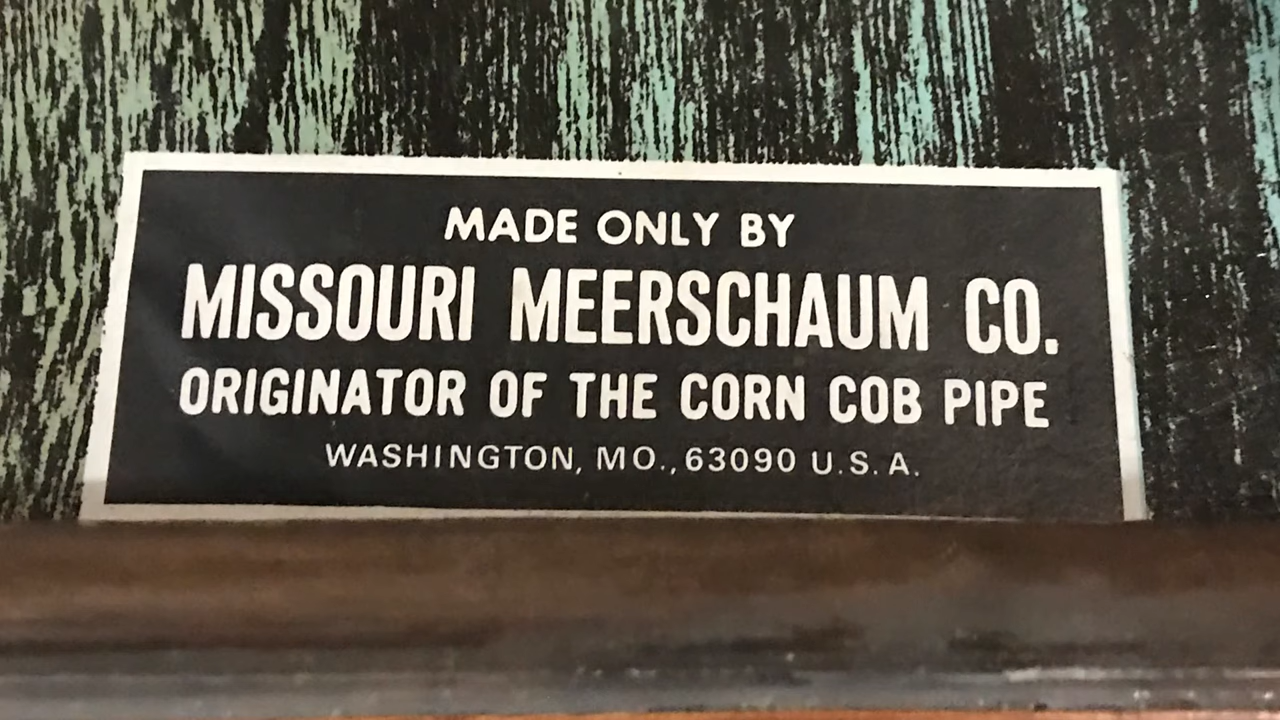 MADE ONLY BY
MISSOURI MEERSCHAUM CO.
ORIGINATOR OF THE CORN COB PIPE
WASHINGTON, MO., 63090 U.S.A.